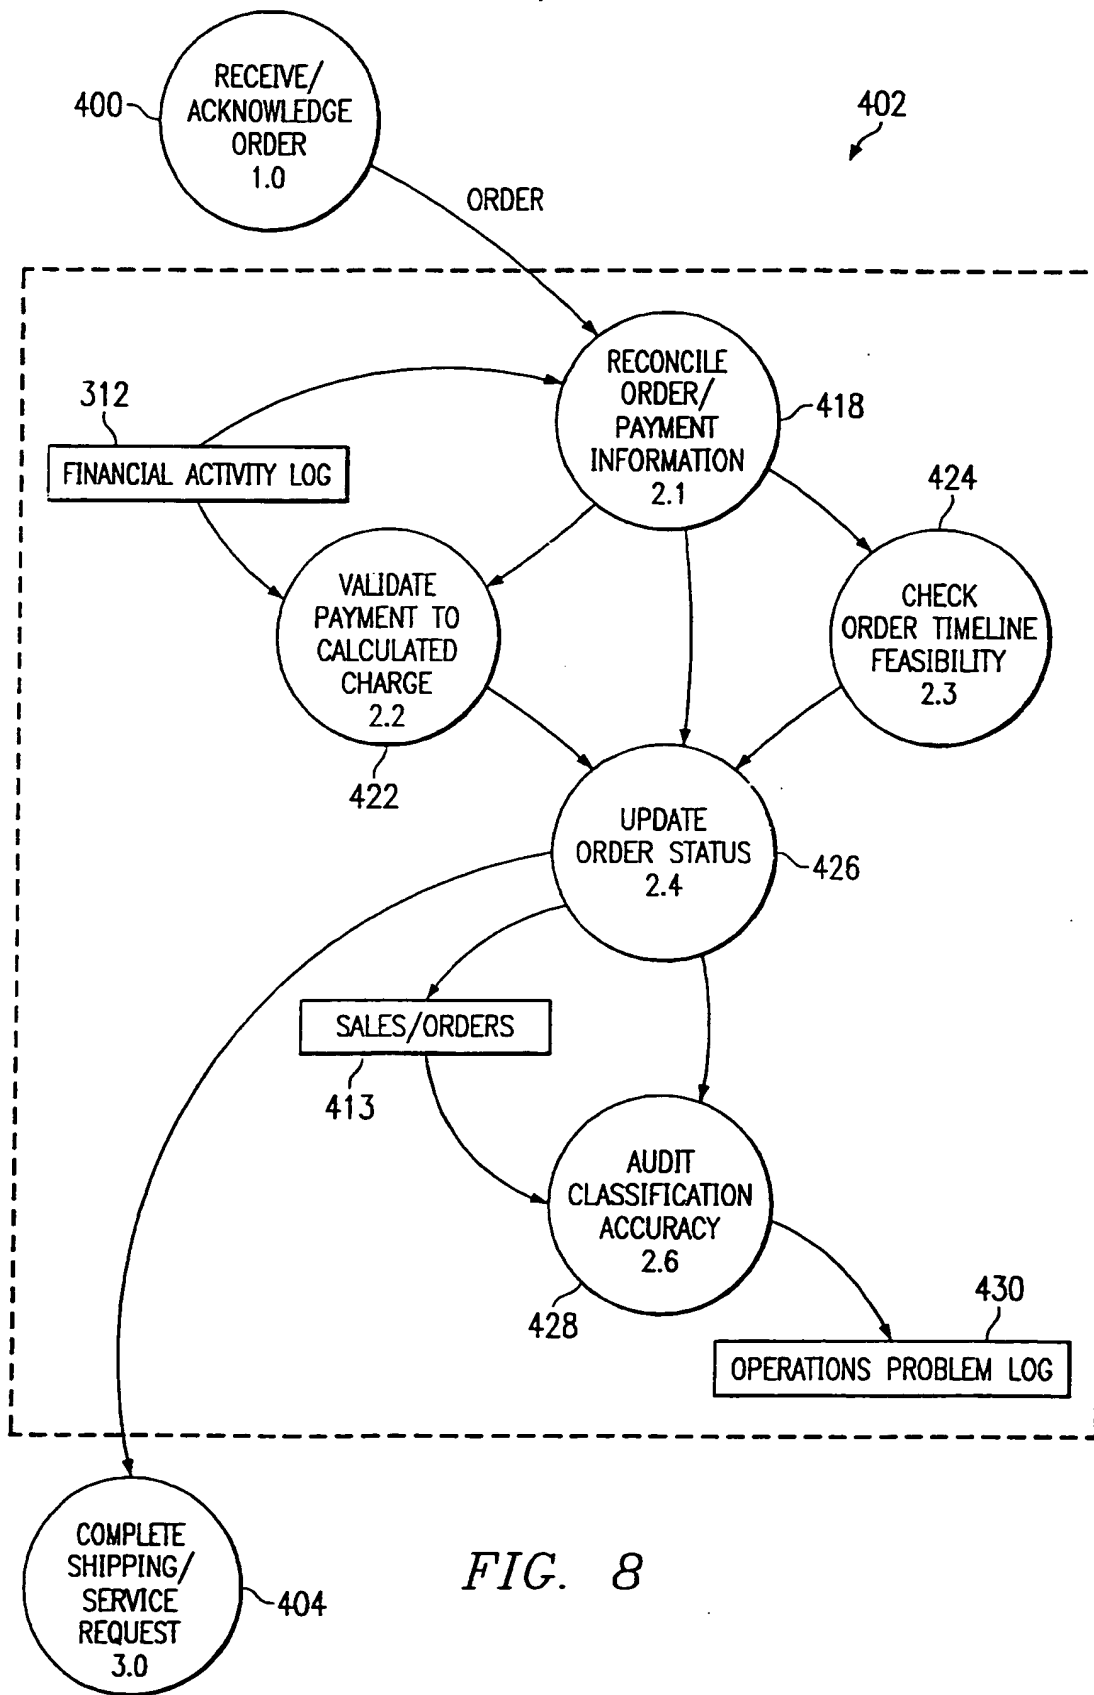 RECEIVE/
ACKNOWLEDGE
ORDER
1.0
400
402
ORDER
RECONCILE
ORDER/
PAYMENT
INFORMATION
2.1
418
312
FINANCIAL ACTIVITY LOG
424
VALIDATE
PAYMENT TO
CALCULATED
CHARGE
2.2
422
CHECK
ORDER TIMELINE
FEASIBILITY
2.3
UPDATE
ORDER STATUS
2.4
426
SALES/ORDERS
413
AUDIT
CLASSIFICATION
ACCURACY
2.6
428
430
OPERATIONS PROBLEM LOG
COMPLETE
SHIPPING/
SERVICE
REQUEST
3.0
404
FIG. 8